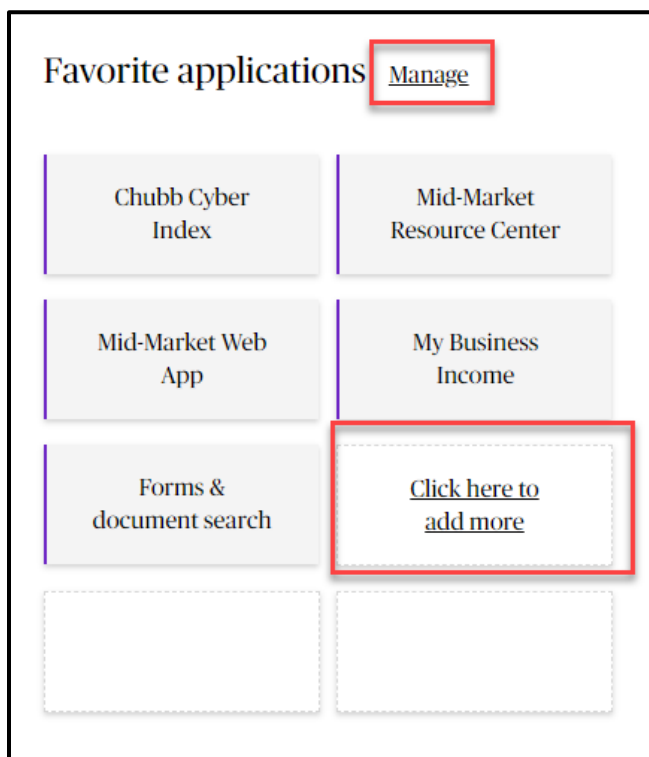 Favorite applications Manage
Chubb Cyber
Index
Mid-Market
Resource Center
Mid-Market Web
App
My Business
Income
Forms &
document search
Click here to
add more